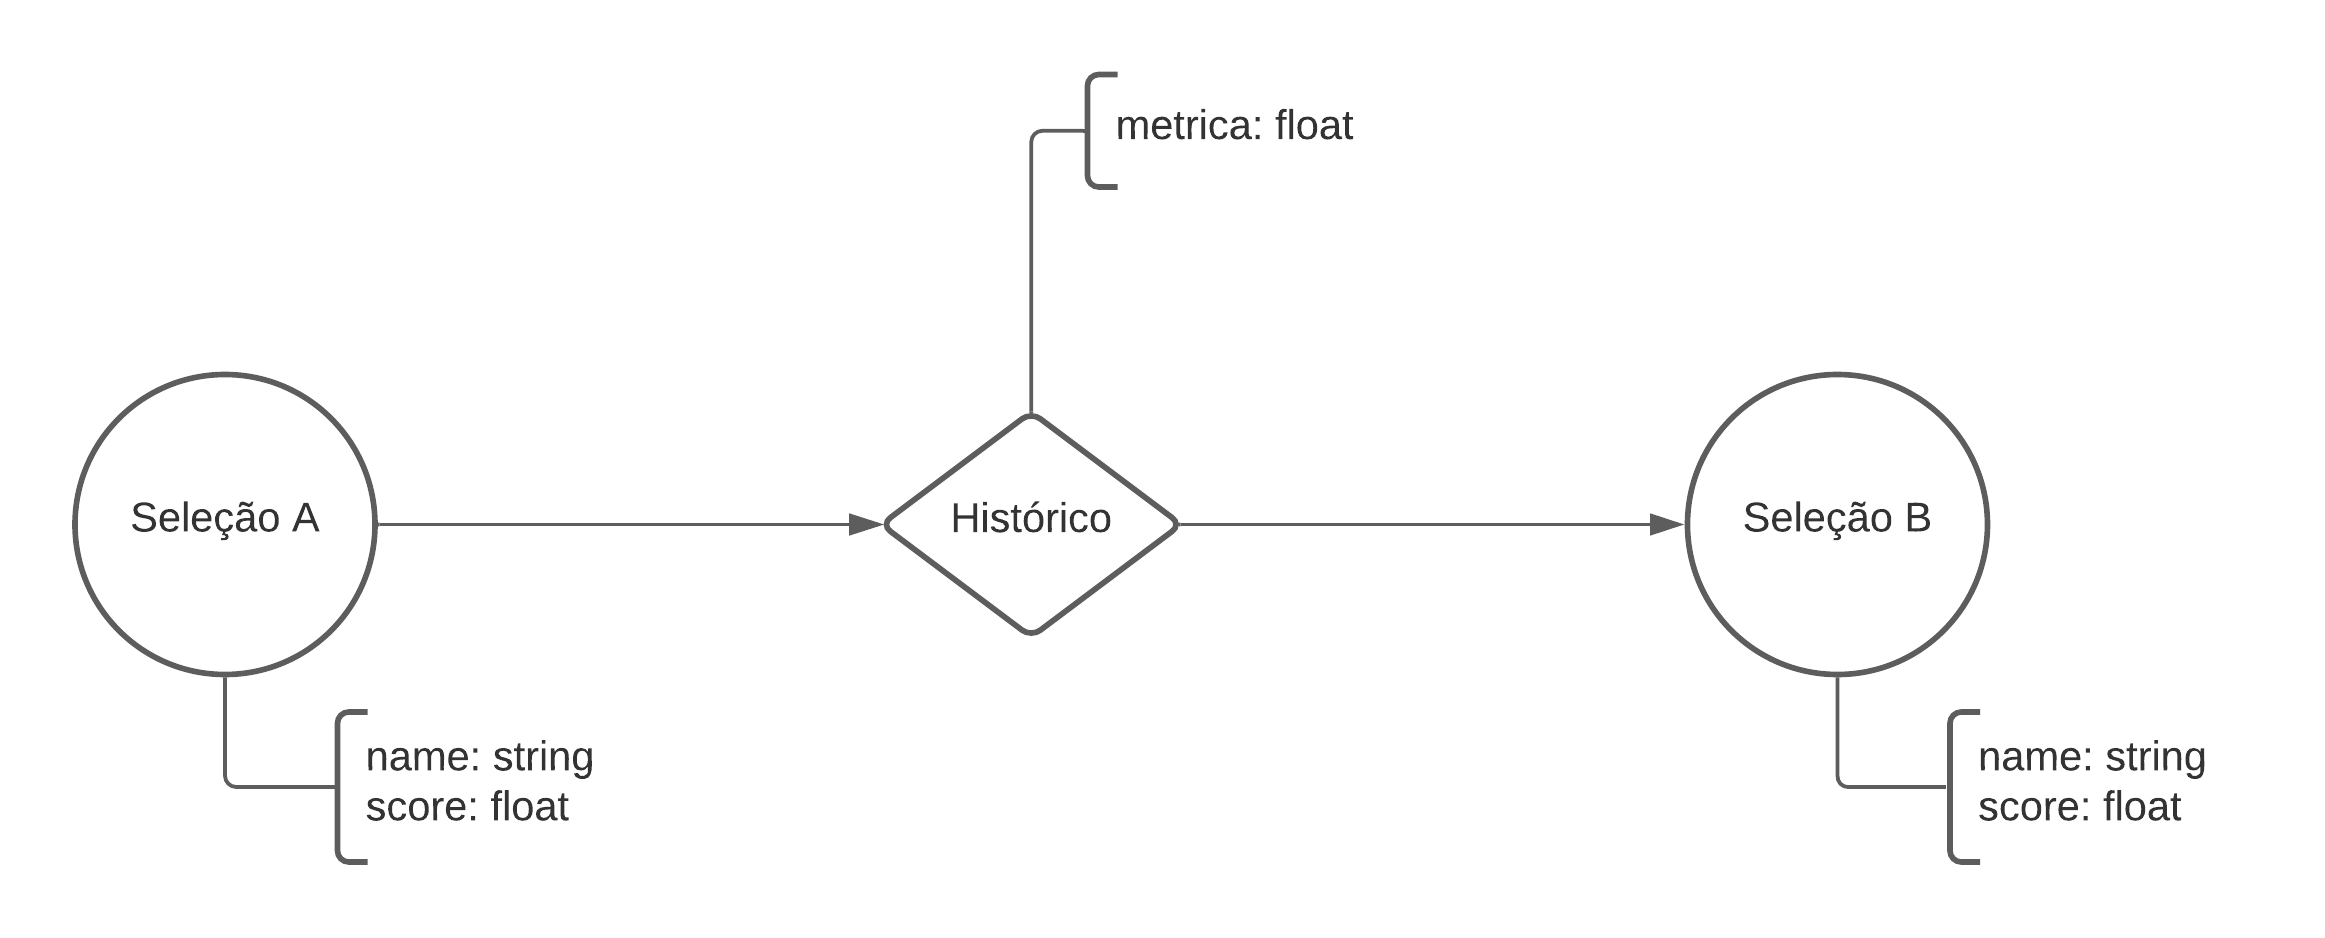 metrica: float
Seleção A
Histórico
Seleção B
name: string
score: float
name: string
score: float